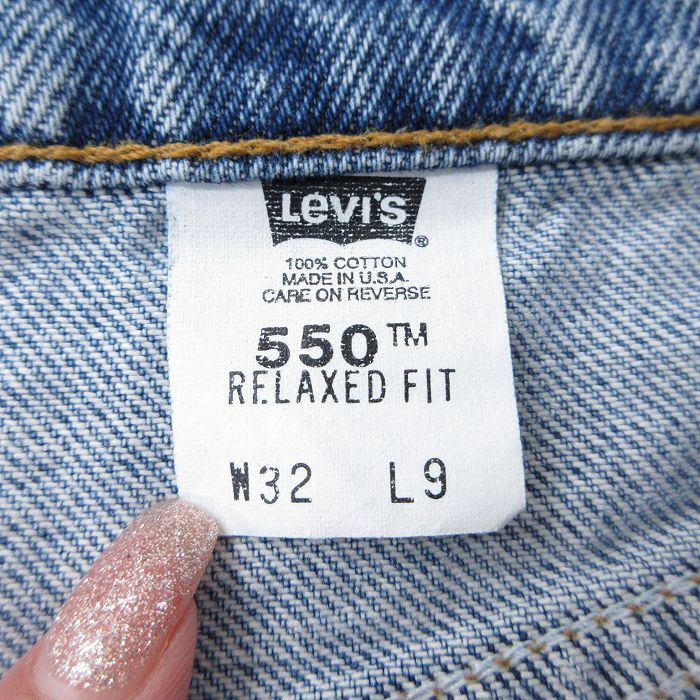 Levi's ®
100% COTTON
MADE IN U.S.A.
CARE ON REVERSE
550™
RELAXED FIT
W32 L9